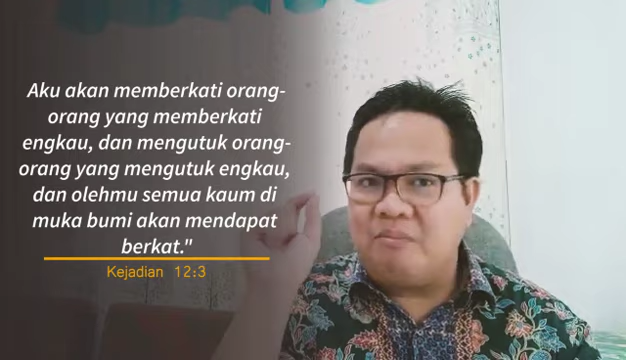 Aku akan memberkati orang-
orang yang memberkati
engkau, dan mengutuk orang-
orang yang mengutuk engkau,
dan olehmu semua kaum di
muka bumi akan mendapat
berkat."
Kejadian 12:3